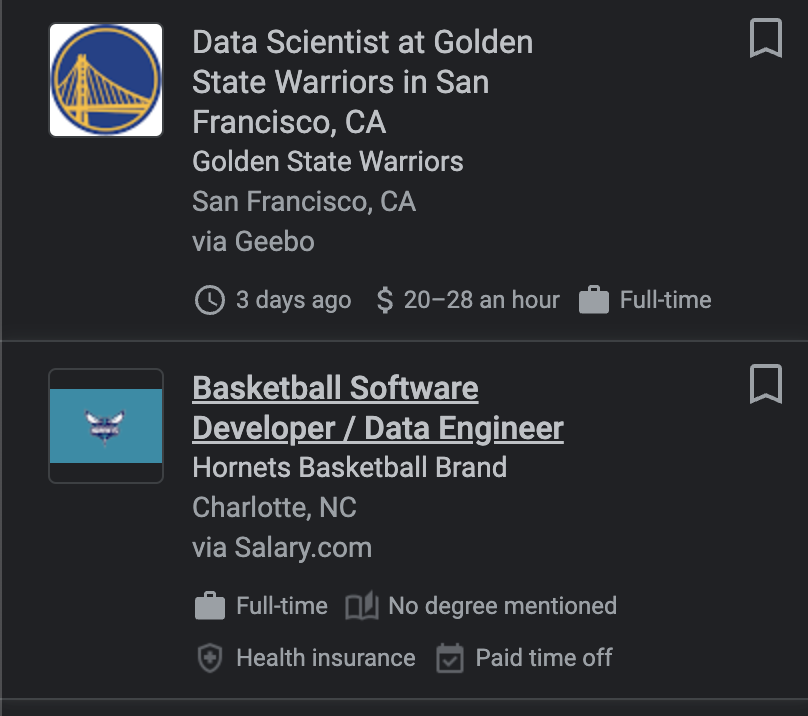 Data Scientist at Golden
State Warriors in San
Francisco, CA
Golden State Warriors
San Francisco, CA
via Geebo
3 days ago $ 20–28 an hour Full-time
Basketball Software
Developer / Data Engineer
Hornets Basketball Brand
Charlotte, NC
via Salary.com
Full-time No degree mentioned
Health insurance Paid time off